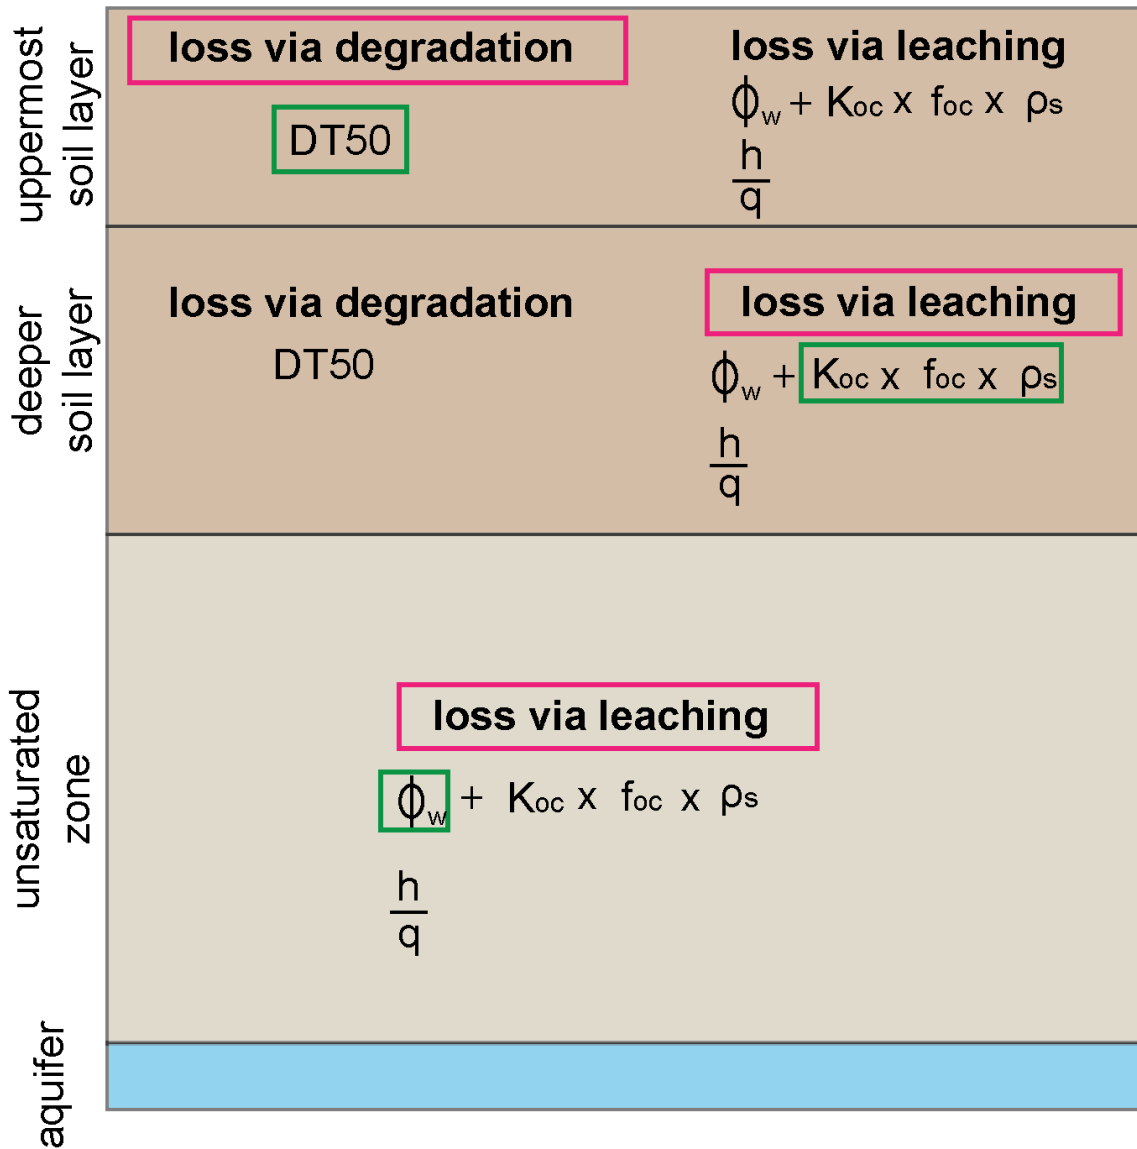 uppermost
soil layer
loss via degradation
DT50
loss via leaching
ϕw + Koc x foc x ρs
h
q
deeper
soil layer
loss via degradation
DT50
loss via leaching
ϕw + Koc x foc x ρs
h
q
unsaturated
zone
loss via leaching
ϕw + Koc x foc x ρs
h
q
aquifer